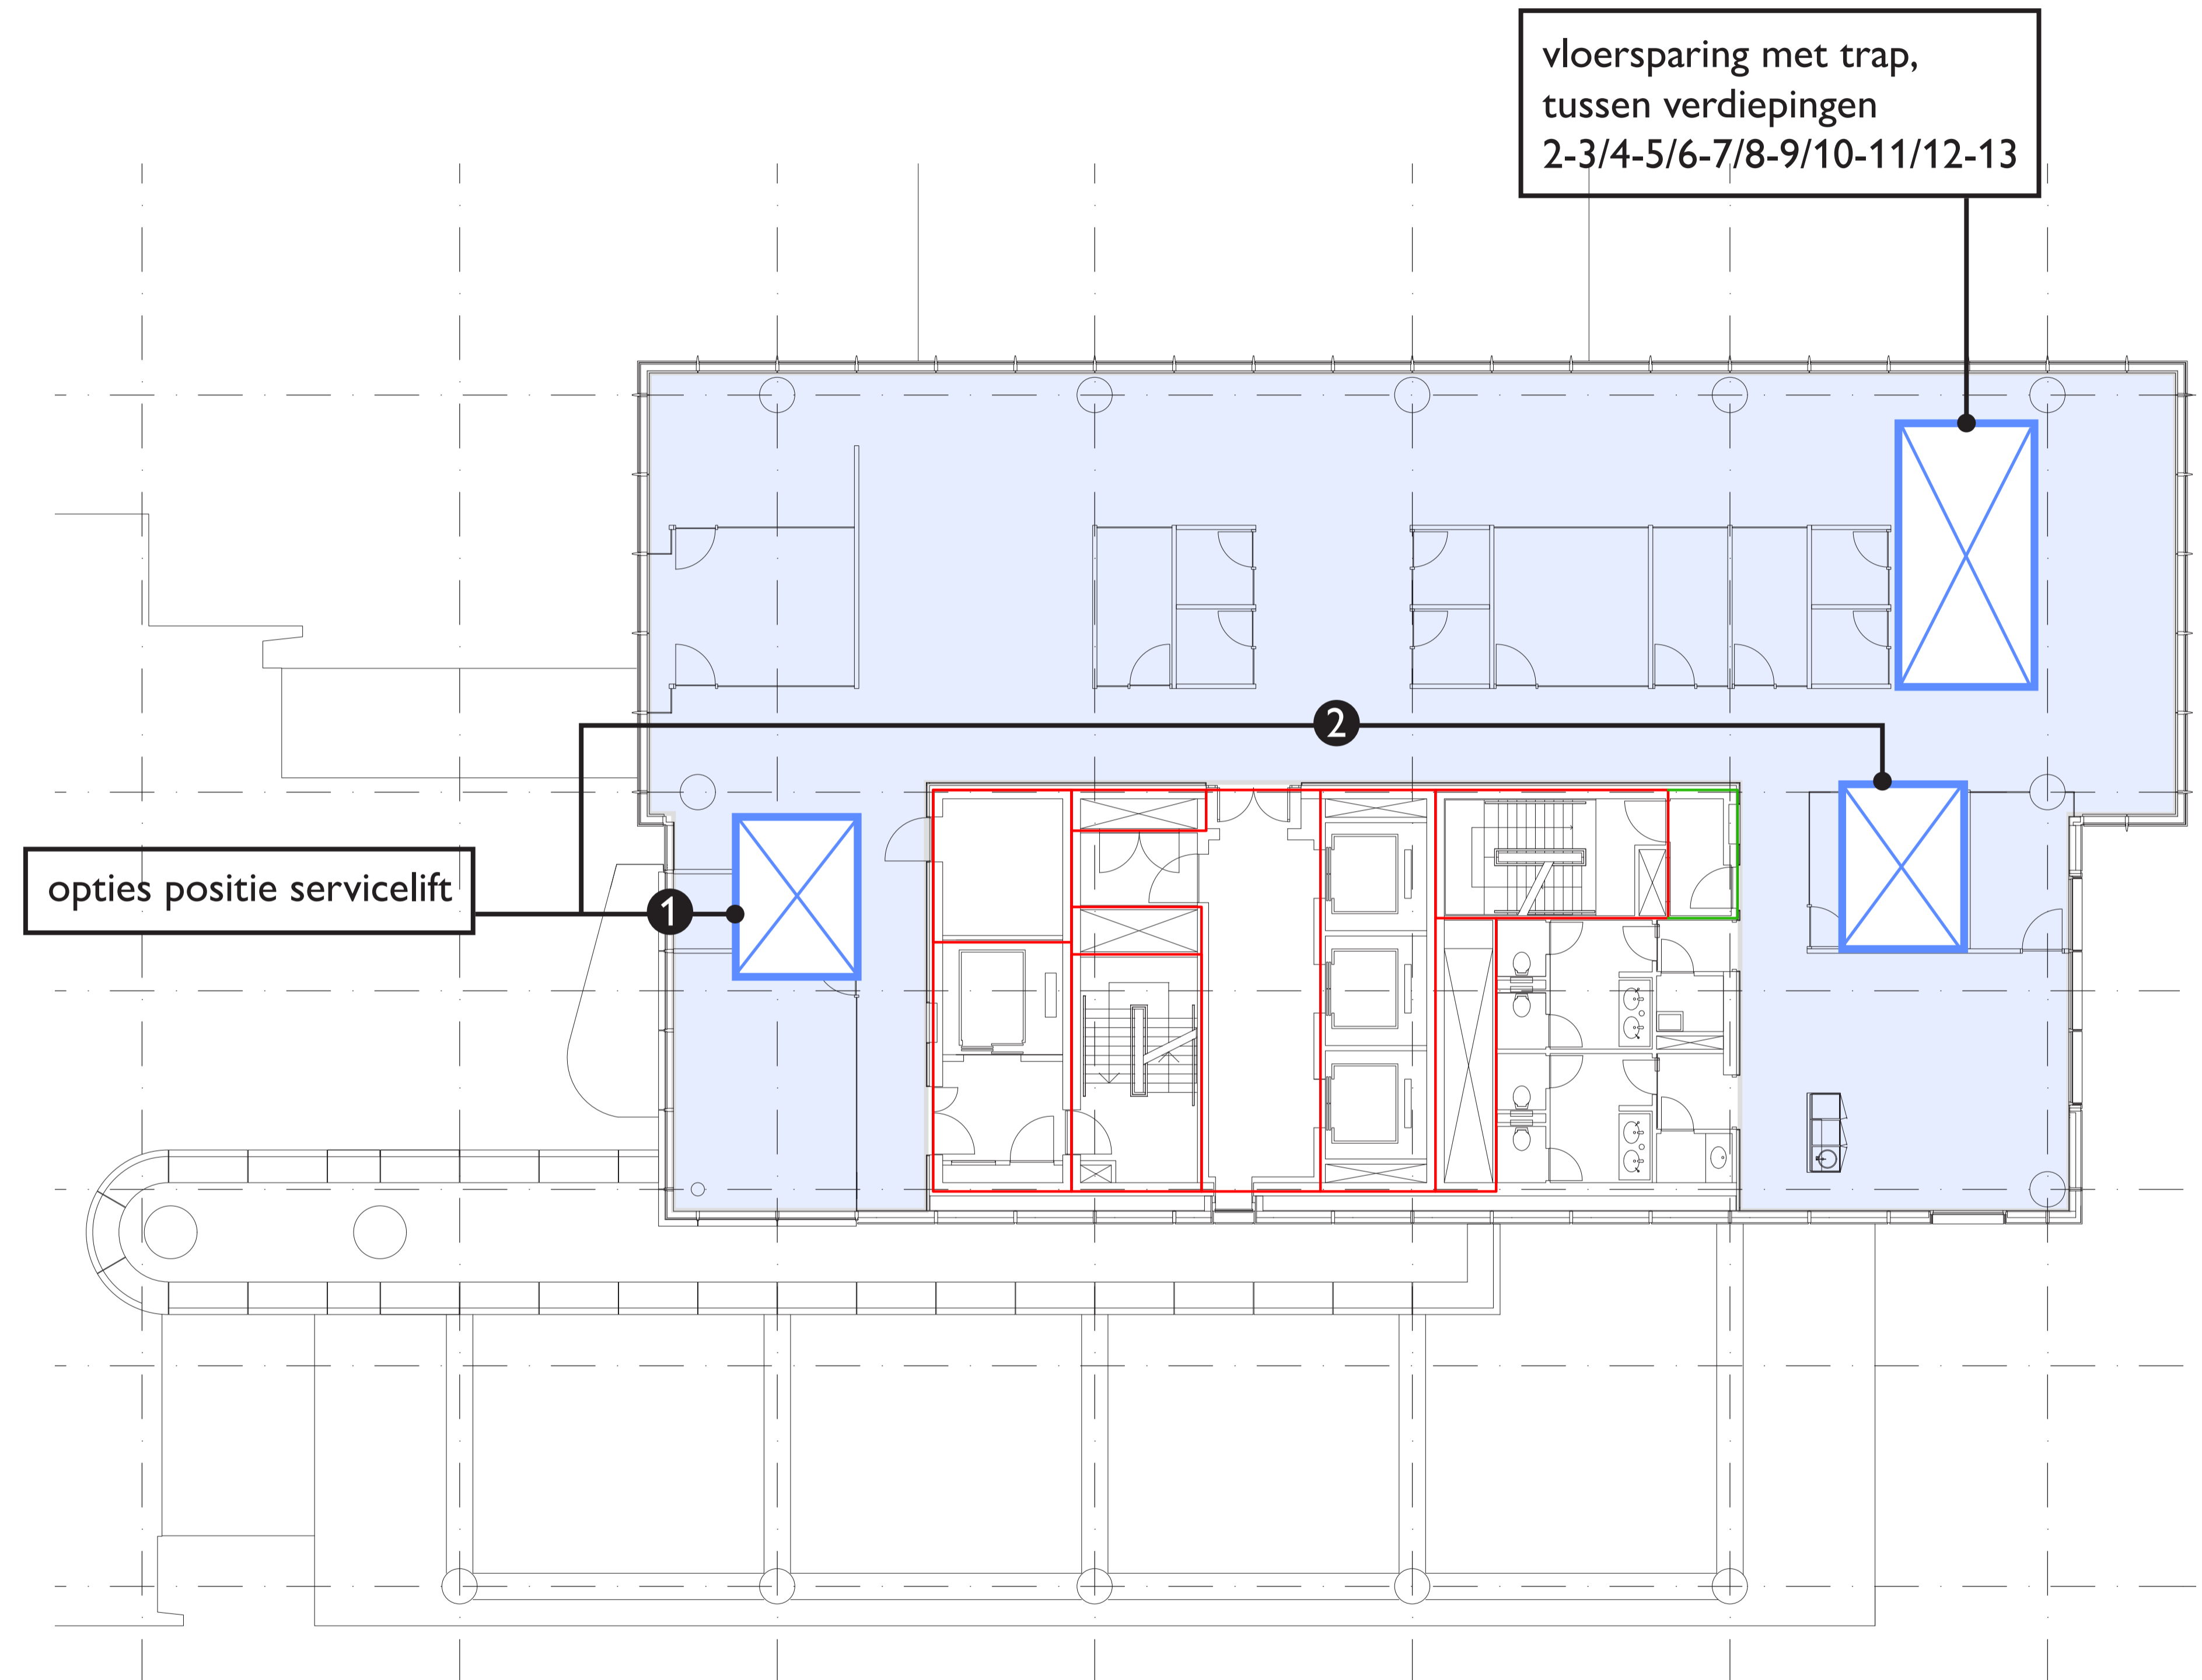 vloersparing met trap,
tussen verdiepingen
2-3/4-5/6-7/8-9/10-11/12-13
2
opties positie servicelift
1